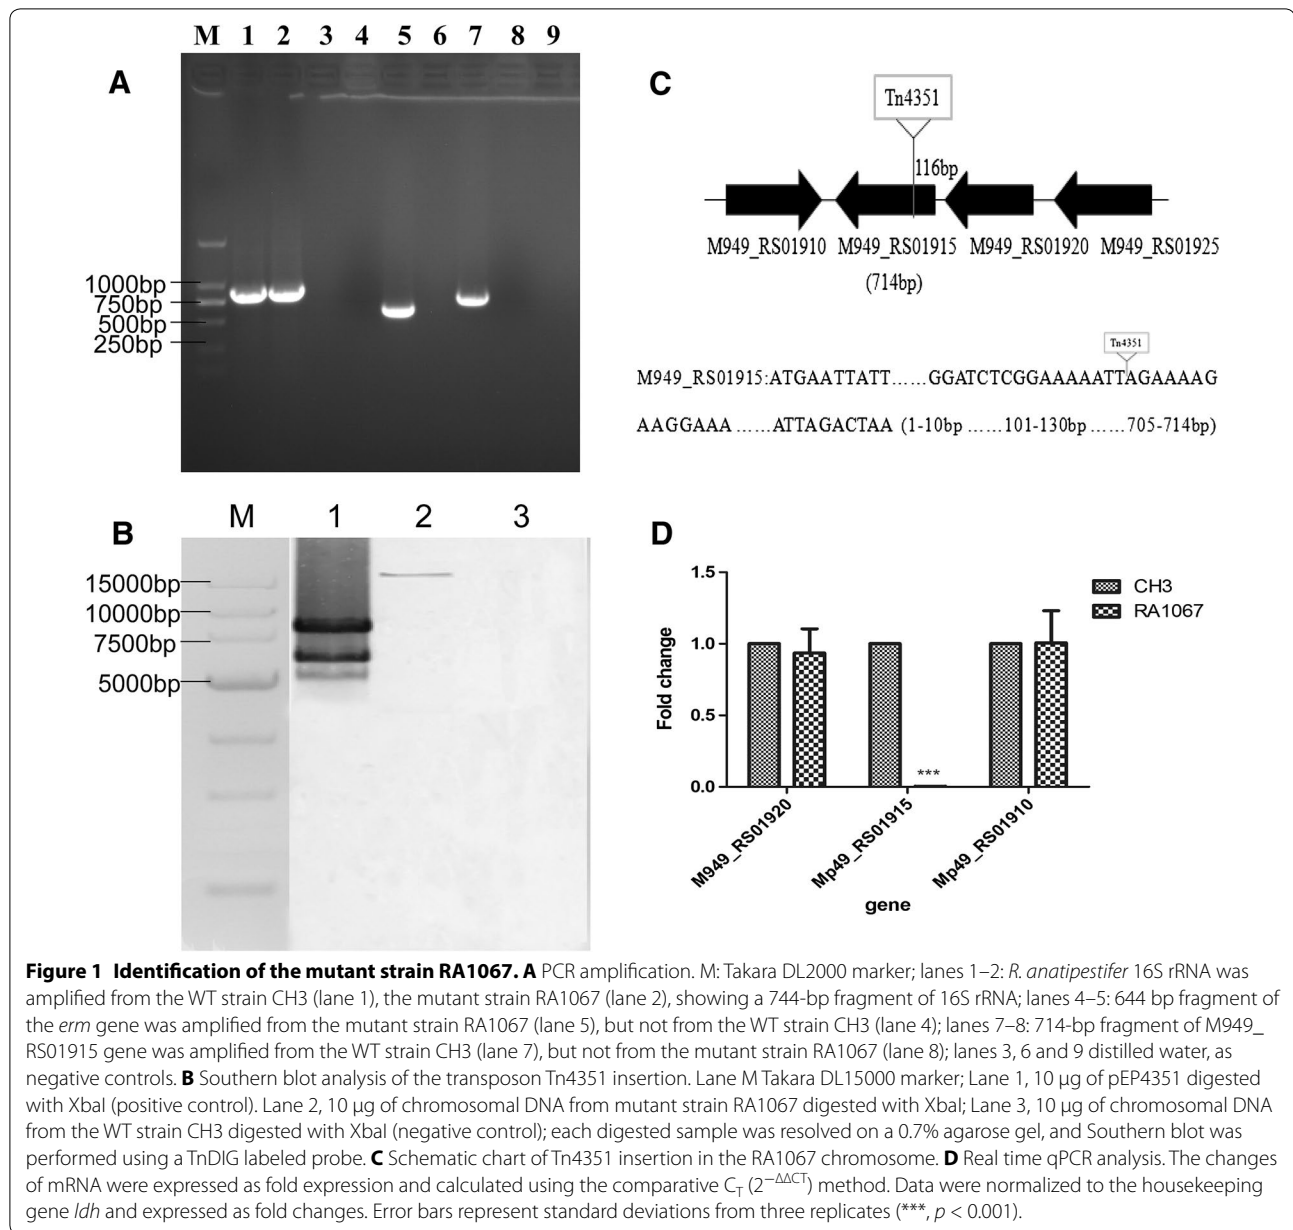 M 1 2 3 4 5 6 7 8 9
A
1000bp
750bp
500bp
250bp
C
Tn4351
116bp
M949_RS01910 M949_RS01915 M949_RS01920 M949_RS01925
(714bp)
Tn4351
M949_RS01915:ATGAATTATT……GGATCTCGGAAAAATTAGAAAAG
AAGGAAA ……ATTAGACTAA (1-10bp ……101-130bp ……705-714bp)
B
M 1 2 3
15000bp
10000bp
7500bp
5000bp
D
Fold change
1.5
1.0
0.5
0.0
***
CH3
RA1067
M949_RS01920
Mp49_RS01915
Mp49_RS01910
gene
Figure 1 Identification of the mutant strain RA1067. A PCR amplification. M: Takara DL2000 marker; lanes 1–2: R. anatipestifer 16S rRNA was
amplified from the WT strain CH3 (lane 1), the mutant strain RA1067 (lane 2), showing a 744-bp fragment of 16S rRNA; lanes 4–5: 644 bp fragment of
the erm gene was amplified from the mutant strain RA1067 (lane 5), but not from the WT strain CH3 (lane 4); lanes 7–8: 714-bp fragment of M949_
RS01915 gene was amplified from the WT strain CH3 (lane 7), but not from the mutant strain RA1067 (lane 8); lanes 3, 6 and 9 distilled water, as
negative controls. B Southern blot analysis of the transposon Tn4351 insertion. Lane M Takara DL15000 marker; Lane 1, 10 μg of pEP4351 digested
with XbaI (positive control). Lane 2, 10 μg of chromosomal DNA from mutant strain RA1067 digested with XbaI; Lane 3, 10 μg of chromosomal DNA
from the WT strain CH3 digested with XbaI (negative control); each digested sample was resolved on a 0.7% agarose gel, and Southern blot was
performed using a TnDIG labeled probe. C Schematic chart of Tn4351 insertion in the RA1067 chromosome. D Real time qPCR analysis. The changes
of mRNA were expressed as fold expression and calculated using the comparative CT (2−ΔΔCT) method. Data were normalized to the housekeeping
gene ldh and expressed as fold changes. Error bars represent standard deviations from three replicates (***, p < 0.001).